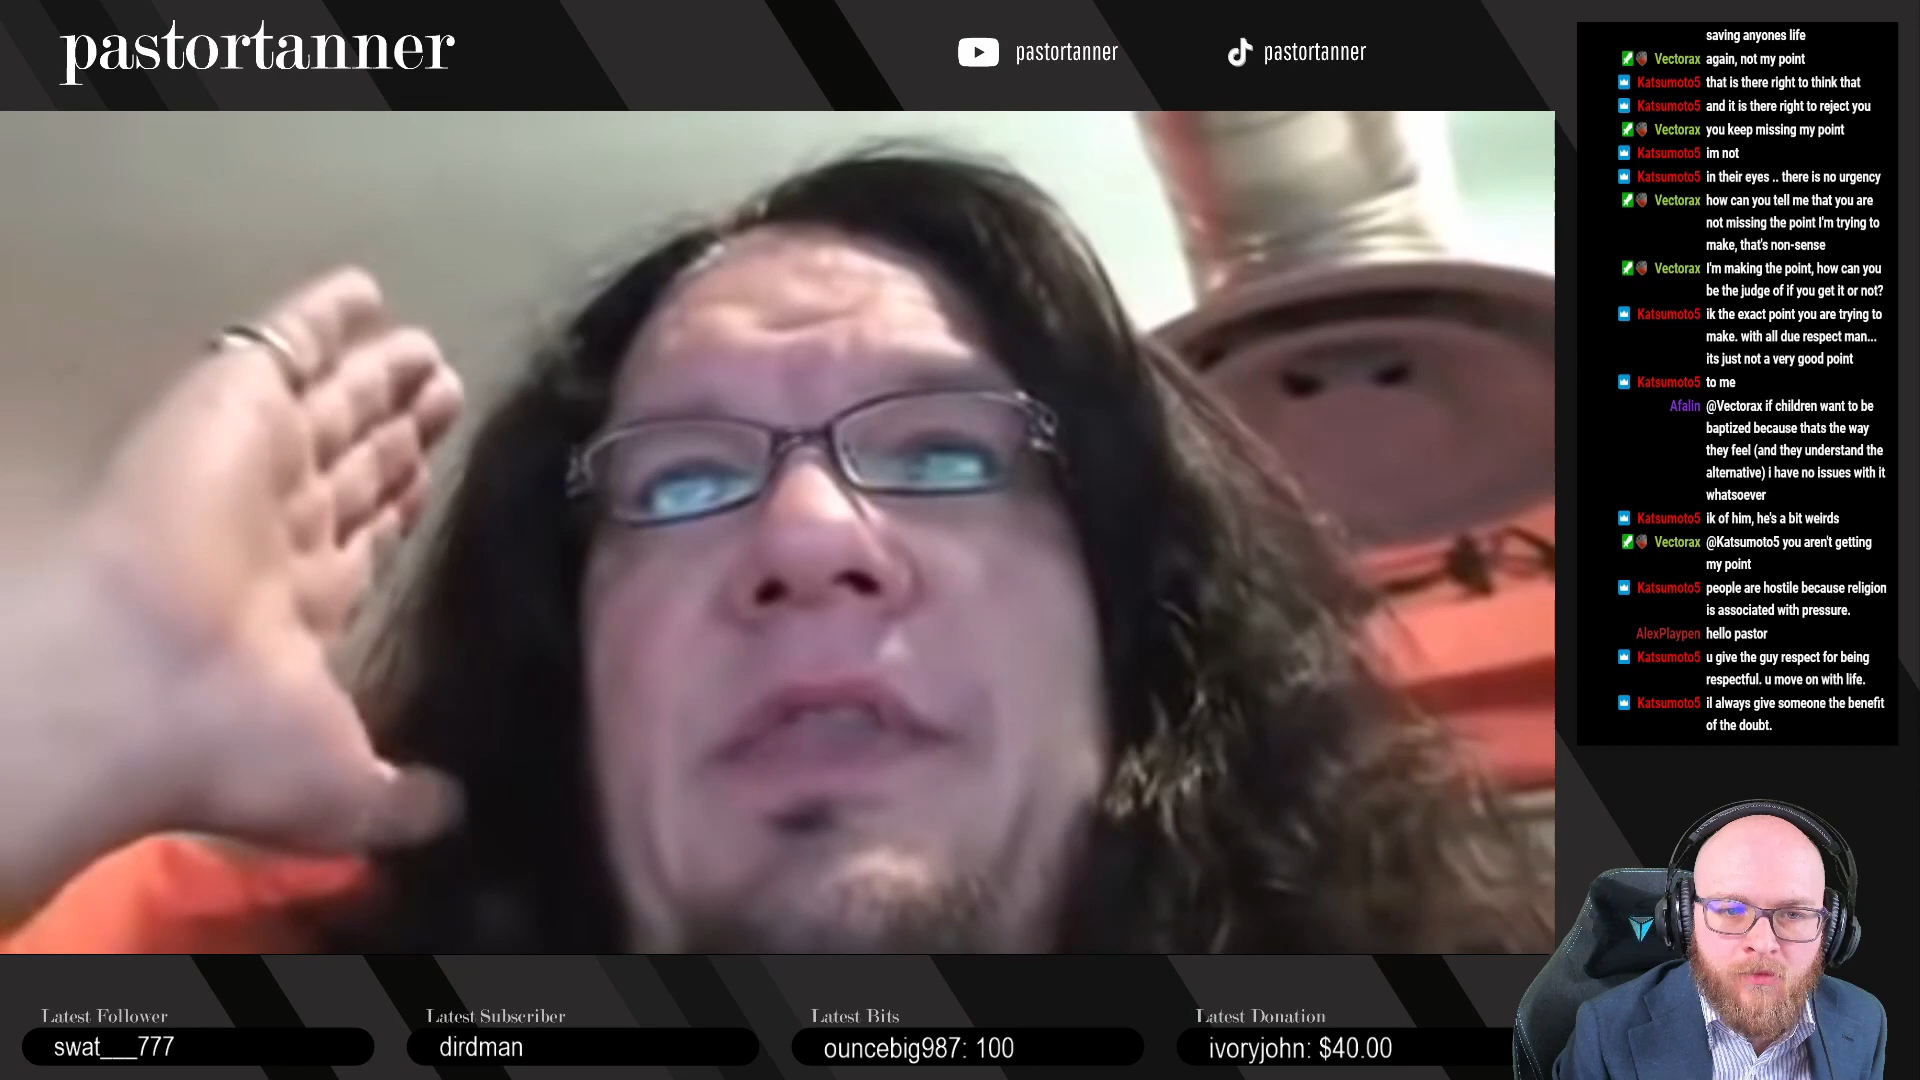 pastortanner
pastortanner
pastortanner
saving anyones life
Vectorax again, not my point
Katsumoto5 that is there right to think that
Katsumoto5 and it is there right to reject you
Vectorax you keep missing my point
Katsumoto5 im not
Katsumoto5 in their eyes .. there is no urgency
Vectorax how can you tell me that you are
not missing the point I'm trying to
make, that's non-sense
Vectorax I'm making the point, how can you
be the judge of if you get it or not?
Katsumoto5 ik the exact point you are trying to
make. with all due respect man...
its just not a very good point
Katsumoto5 to me
Afalin @Vectorax if children want to be
baptized because thats the way
they feel (and they understand the
alternative) i have no issues with it
whatsoever
Katsumoto5 ik of him, he's a bit weirds
Vectorax @Katsumoto5 you aren't getting
my point
Katsumoto5 people are hostile because religion
is associated with pressure.
AlexPlaypen hello pastor
Katsumoto5 u give the guy respect for being
respectful. u move on with life.
Katsumoto5 il always give someone the benefit
of the doubt.
Latest Follower
swat___777
Latest Subscriber
dirdman
Latest Bits
ouncebig987: 100
Latest Donation
ivoryjohn: $40.00